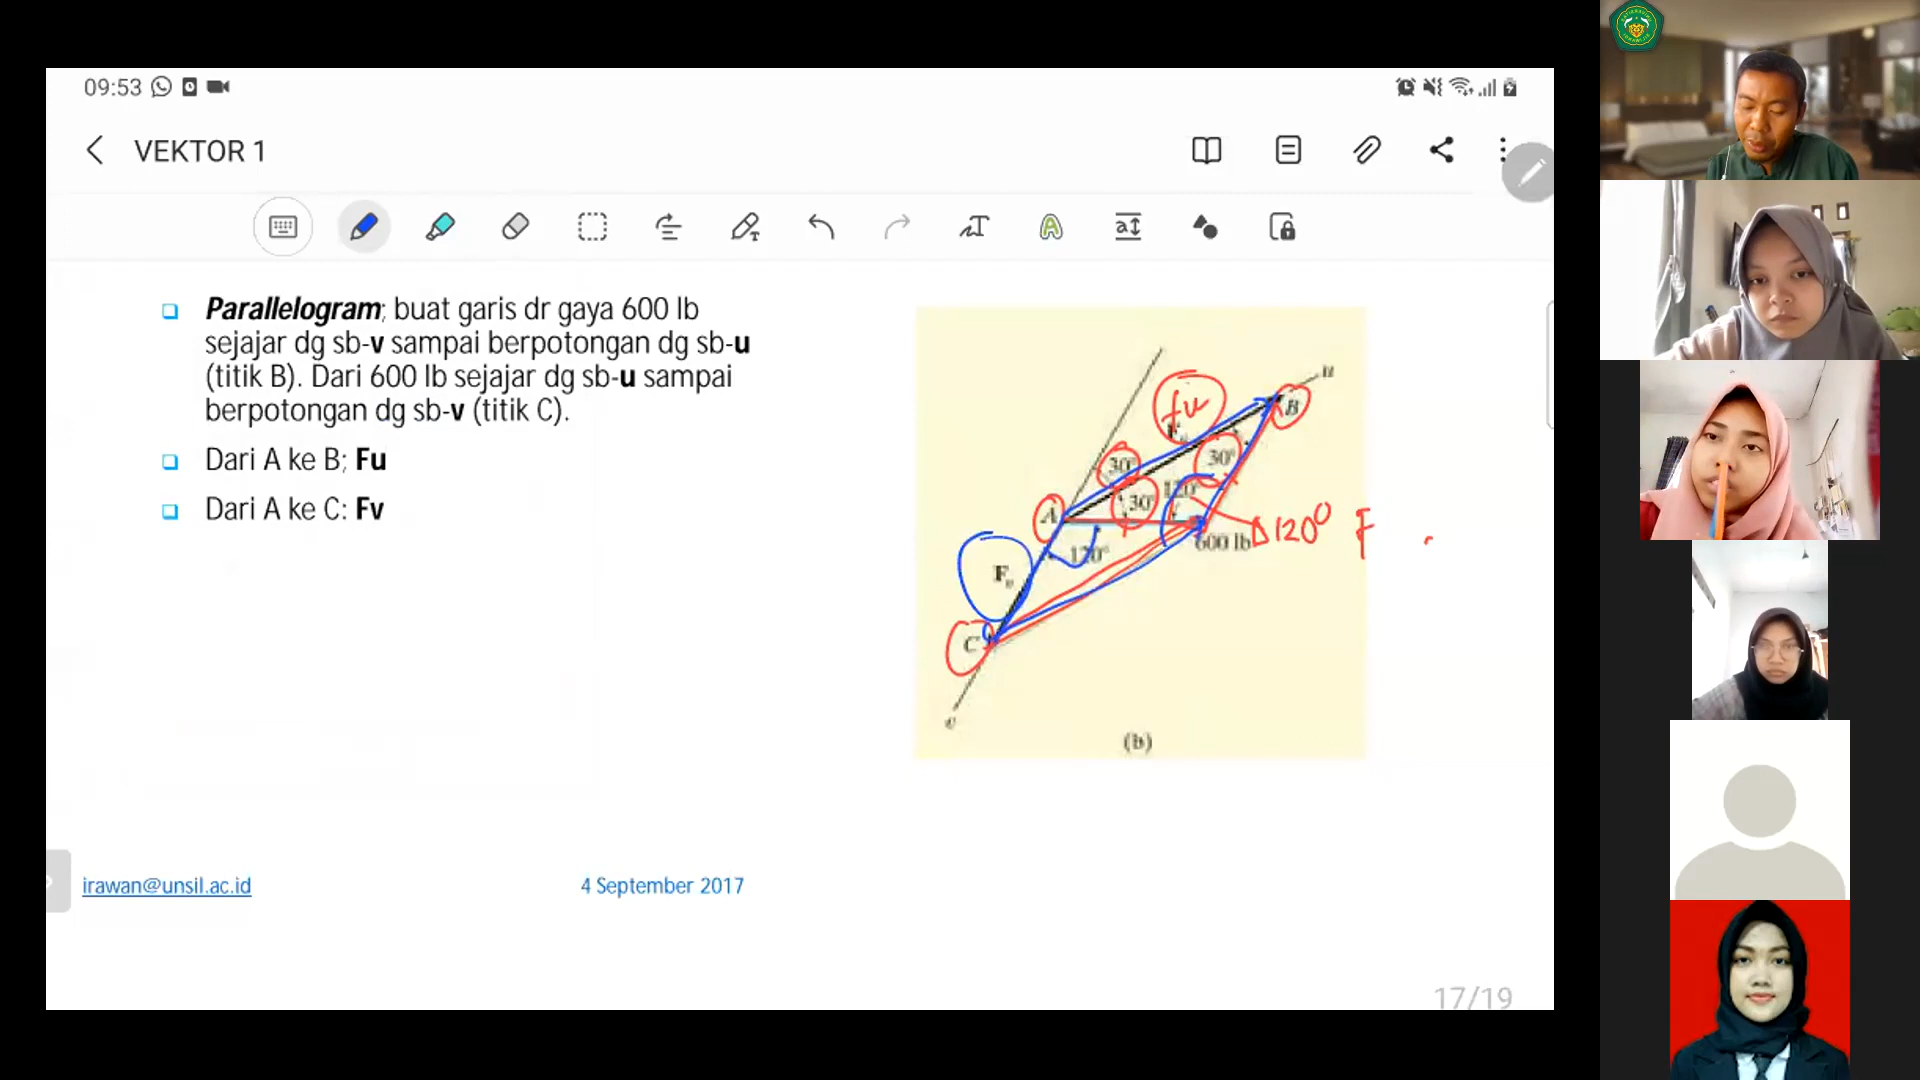 09:53
VEKTOR 1
Parallelogram; buat garis dr gaya 600 lb
sejajar dg sb-v sampai berpotongan dg sb-u
(titik B). Dari 600 lb sejajar dg sb-u sampai
berpotongan dg sb-v (titik C).
Dari A ke B; Fu
Dari A ke C: Fv
u
fu
B
30°
30°
A
30°
120°
600 lb
120°
F
120°
Fv
C
v
(b)
irawan@unsil.ac.id
4 September 2017
17/19